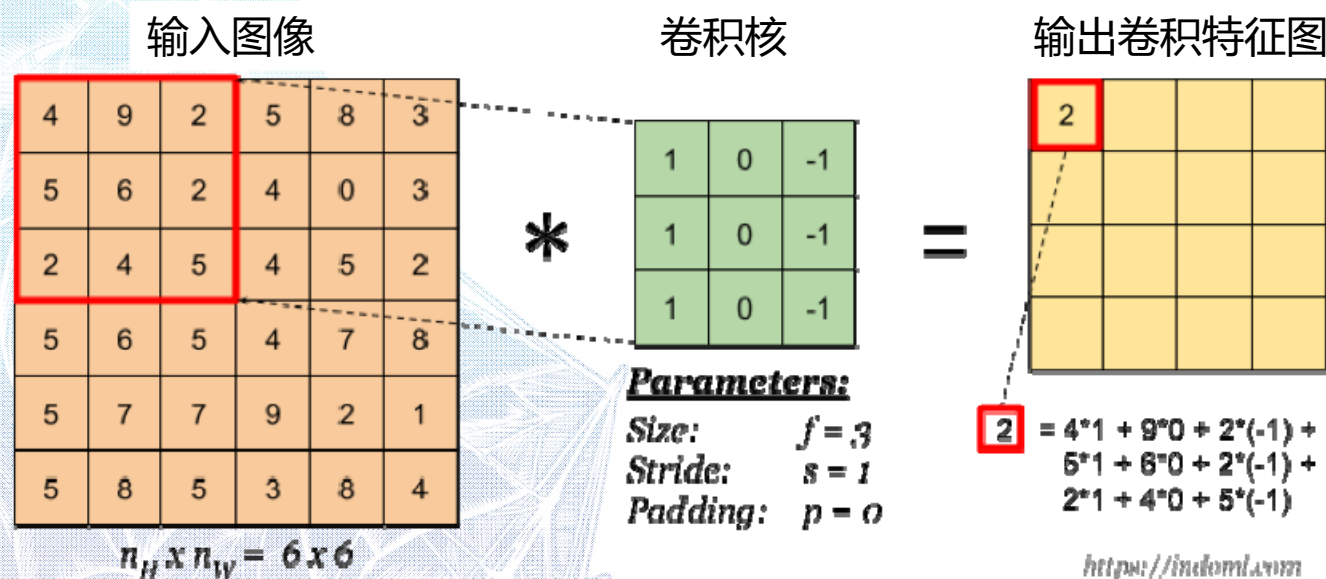 输入图像 卷积核 输出卷积特征图
4 9 2 5 8 3
5 6 2 4 0 3
2 4 5 4 5 2
5 6 5 4 7 8
5 7 7 9 2 1
5 8 5 3 8 4
n_H x n_W = 6 x 6
*
1 0 -1
1 0 -1
1 0 -1
Parameters:
Size: f = 3
Stride: s = 1
Padding: p = 0
=
2
2 = 4*1 + 9*0 + 2*(-1) +
5*1 + 6*0 + 2*(-1) +
2*1 + 4*0 + 5*(-1)
https://indoml.com